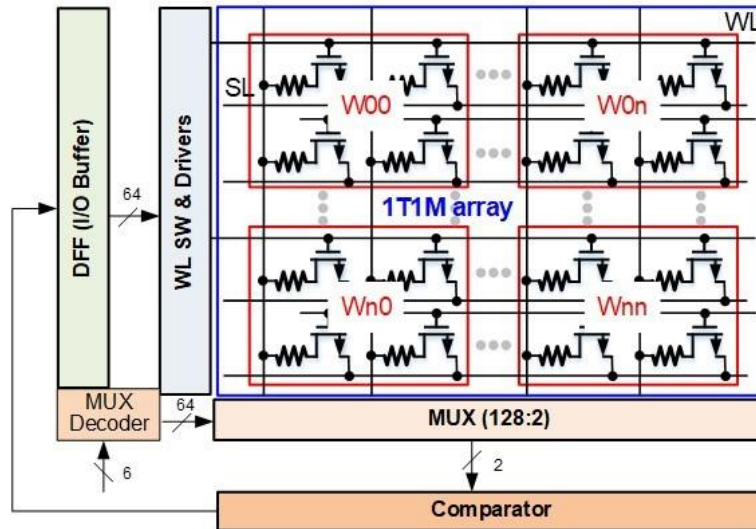 WL
SL
W00
W0n
1T1M array
Wn0
Wnn
DFF (I/O Buffer)
64
WL SW & Drivers
MUX
Decoder
64
MUX (128:2)
6
2
Comparator